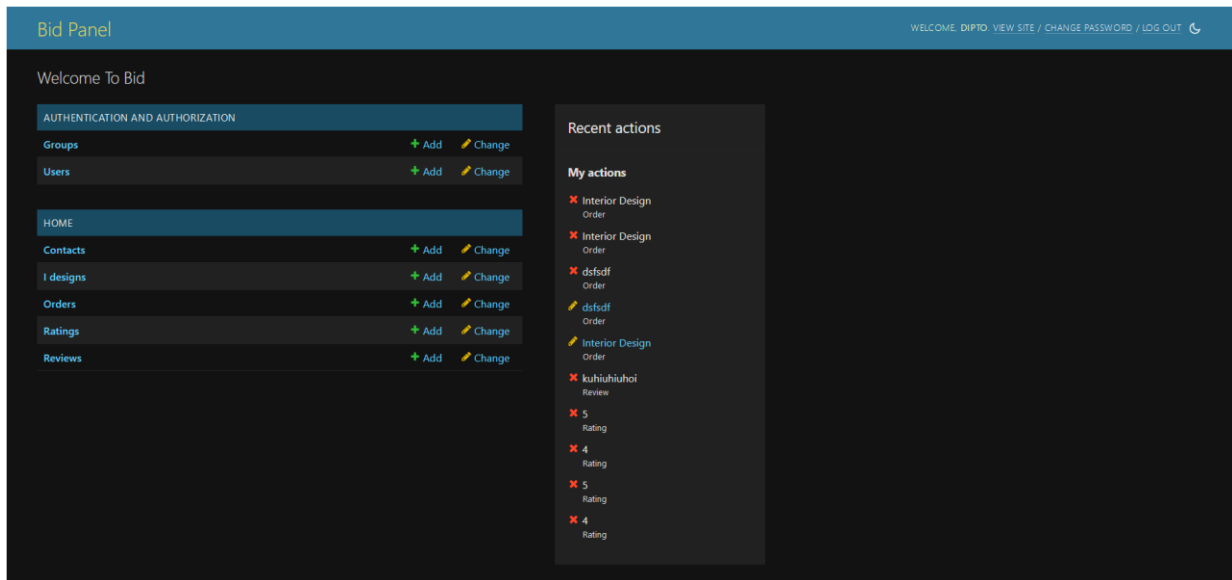 Bid Panel
WELCOME, DIPTO. VIEW SITE / CHANGE PASSWORD / LOG OUT
Welcome To Bid
AUTHENTICATION AND AUTHORIZATION
Groups + Add Change
Users + Add Change
HOME
Contacts + Add Change
I designs + Add Change
Orders + Add Change
Ratings + Add Change
Reviews + Add Change
Recent actions
My actions
Interior Design
Order
Interior Design
Order
dsfsdf
Order
dsfsdf
Order
Interior Design
Order
kuhiuhiuhoi
Review
5
Rating
4
Rating
5
Rating
4
Rating